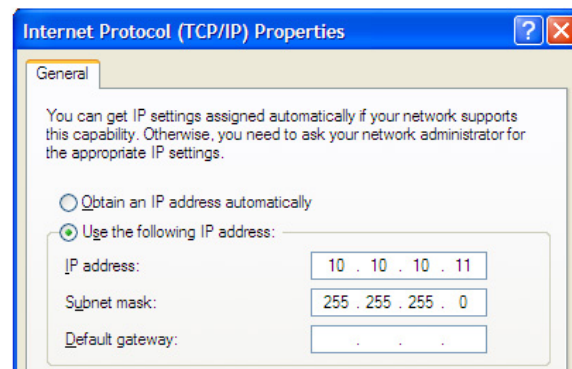 Internet Protocol (TCP/IP) Properties
General
You can get IP settings assigned automatically if your network supports
this capability. Otherwise, you need to ask your network administrator for
the appropriate IP settings.
Obtain an IP address automatically
Use the following IP address:
IP address: 10 . 10 . 10 . 11
Subnet mask: 255 . 255 . 255 . 0
Default gateway: . . .